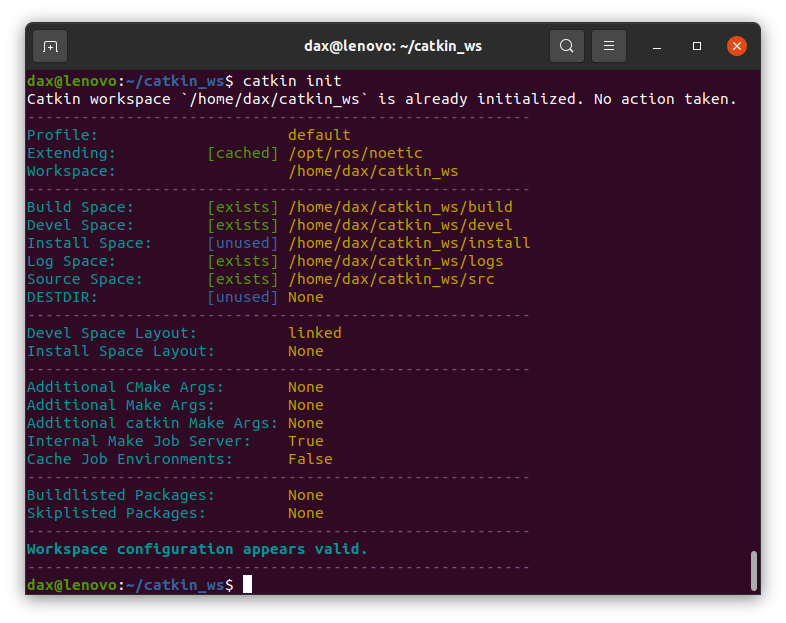 dax@lenovo: ~/catkin_ws
dax@lenovo:~/catkin_ws$ catkin init
Catkin workspace `/home/dax/catkin_ws` is already initialized. No action taken.
--------------------------------------------------------
Profile:                     default
Extending:          [cached] /opt/ros/noetic
Workspace:                   /home/dax/catkin_ws
--------------------------------------------------------
Build Space:        [exists] /home/dax/catkin_ws/build
Devel Space:        [exists] /home/dax/catkin_ws/devel
Install Space:      [unused] /home/dax/catkin_ws/install
Log Space:          [exists] /home/dax/catkin_ws/logs
Source Space:       [exists] /home/dax/catkin_ws/src
DESTDIR:            [unused] None
--------------------------------------------------------
Devel Space Layout:          linked
Install Space Layout:        None
--------------------------------------------------------
Additional CMake Args:       None
Additional Make Args:        None
Additional catkin Make Args: None
Internal Make Job Server:    True
Cache Job Environments:      False
--------------------------------------------------------
Buildlisted Packages:        None
Skiplisted Packages:         None
--------------------------------------------------------
Workspace configuration appears valid.
--------------------------------------------------------
dax@lenovo:~/catkin_ws$